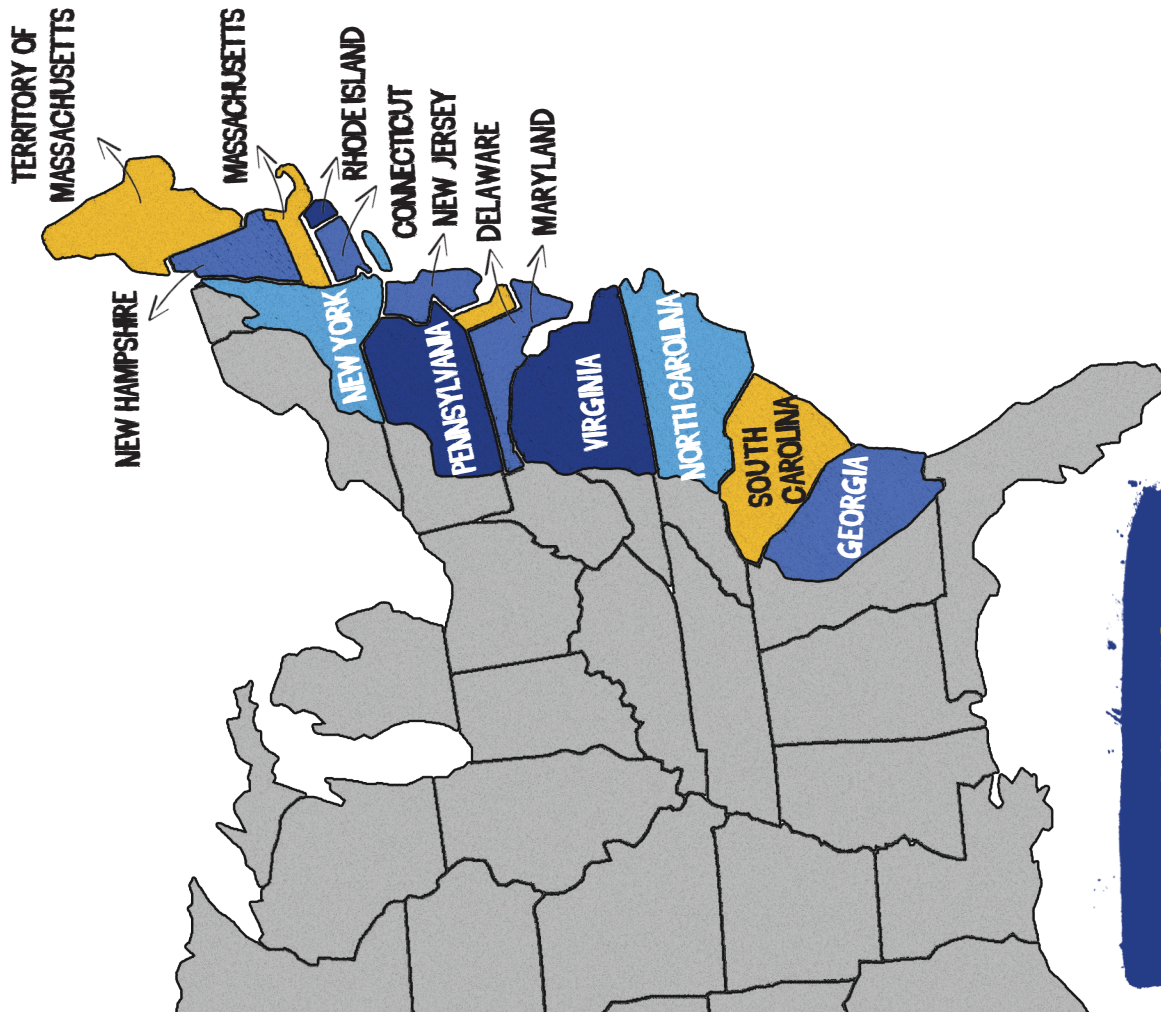 TERRITORY OF
MASSACHUSETTS
MASSACHUSETTS
RHODE ISLAND
CONNECTICUT
NEW JERSEY
DELAWARE
MARYLAND
NEW HAMPSHIRE
NEW YORK
PENNSYLVANIA
VIRGINIA
NORTH CAROLINA
SOUTH
CAROLINA
GEORGIA